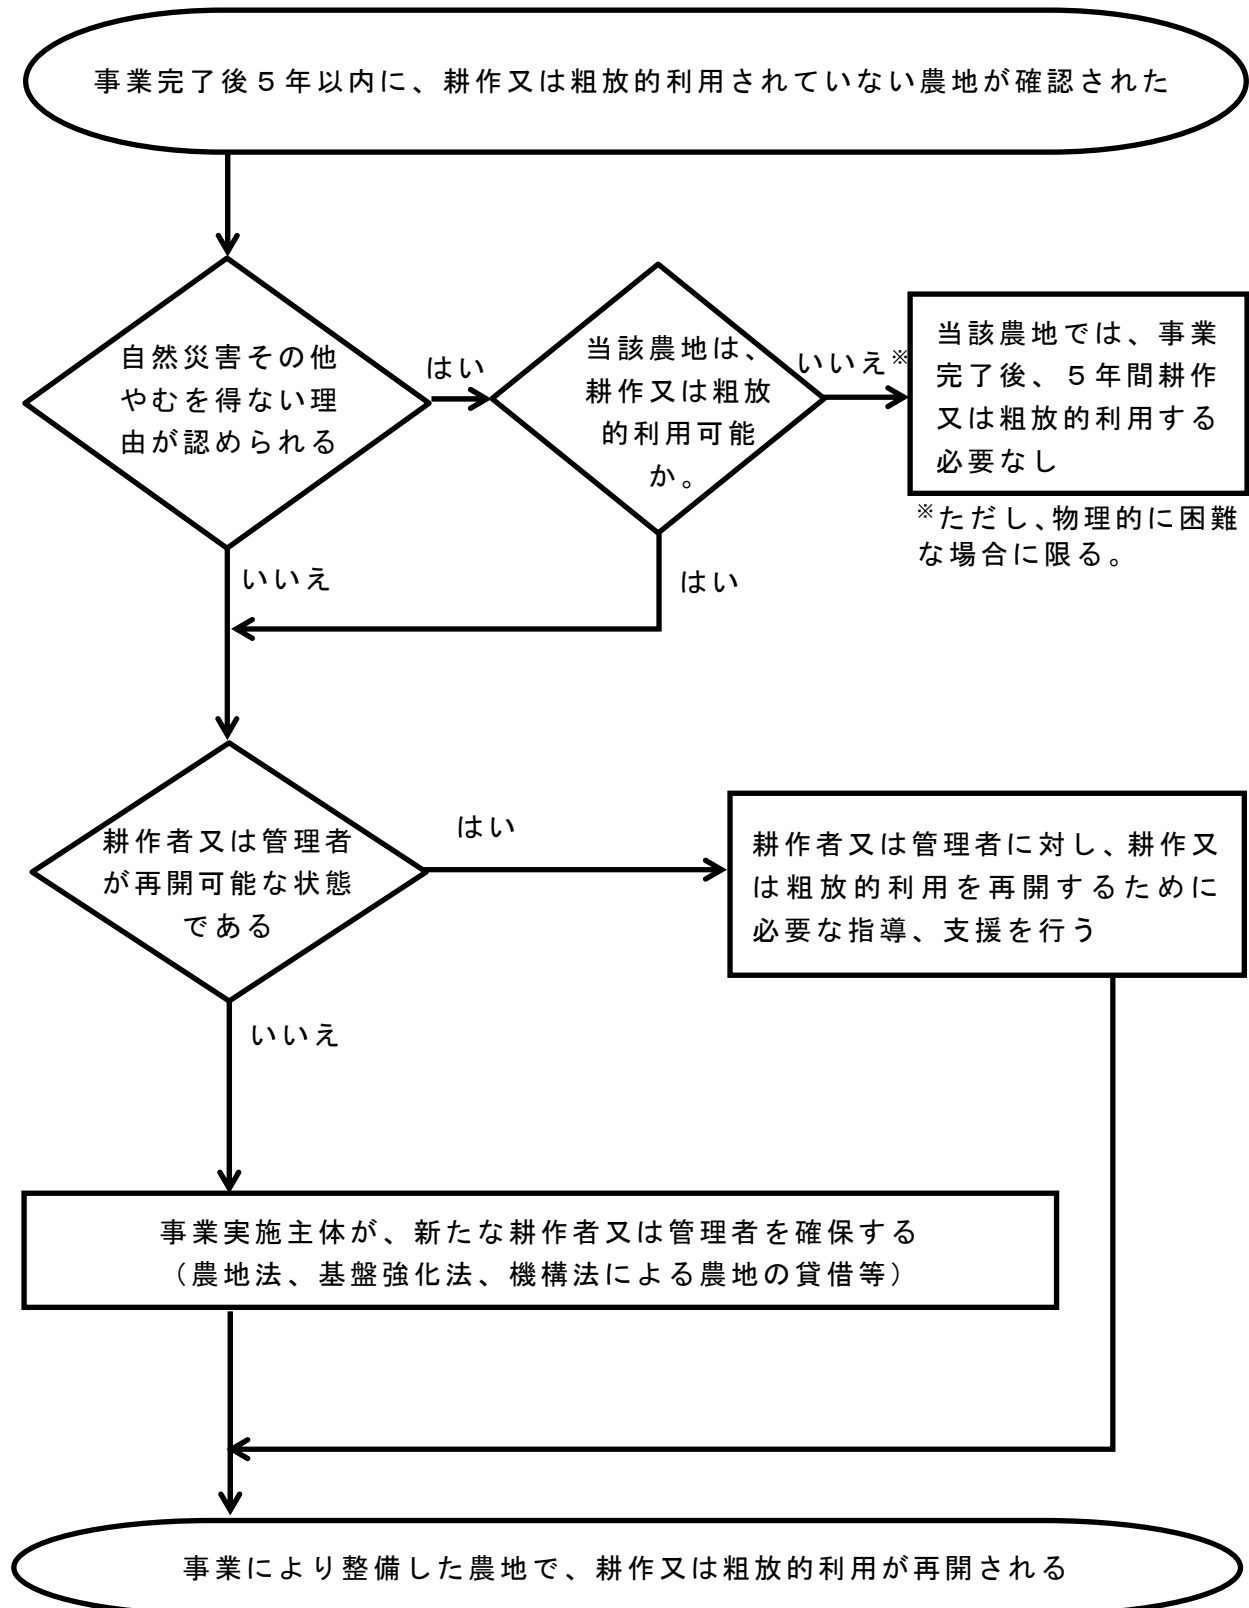 事業完了後５年以内に、耕作又は粗放的利用されていない農地が確認された
自然災害その他
やむを得ない理
由が認められる
はい
当該農地は、
耕作又は粗放
的利用可能
か。
いいえ※
当該農地では、事業
完了後、５年間耕作
又は粗放的利用する
必要なし
※ただし、物理的に困難
な場合に限る。
いいえ
はい
耕作者又は管理者
が再開可能な状態
である
はい
耕作者又は管理者に対し、耕作又
は粗放的利用を再開するために
必要な指導、支援を行う
いいえ
事業実施主体が、新たな耕作者又は管理者を確保する
（農地法、基盤強化法、機構法による農地の貸借等）
事業により整備した農地で、耕作又は粗放的利用が再開される